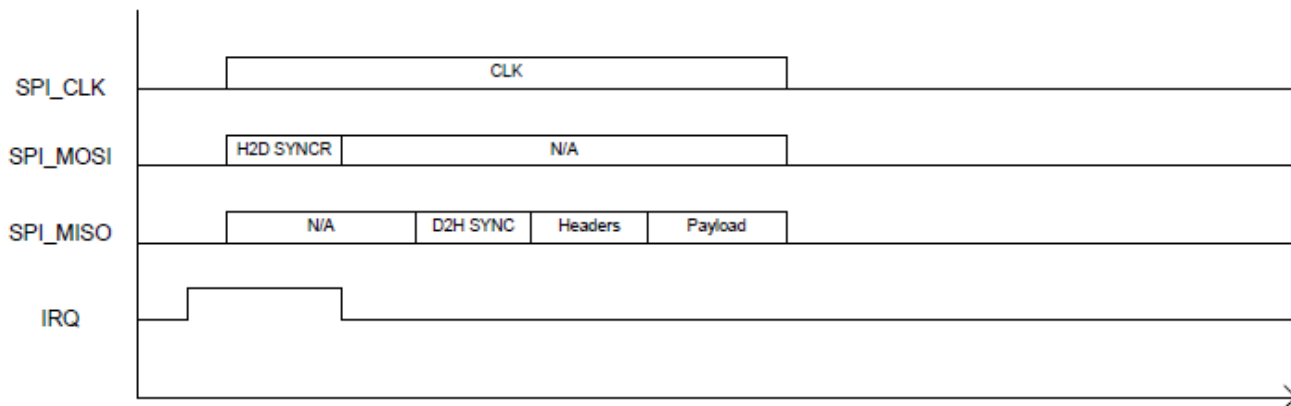 SPI_CLK
CLK
SPI_MOSI
H2D SYNCR
N/A
SPI_MISO
N/A
D2H SYNC
Headers
Payload
IRQ